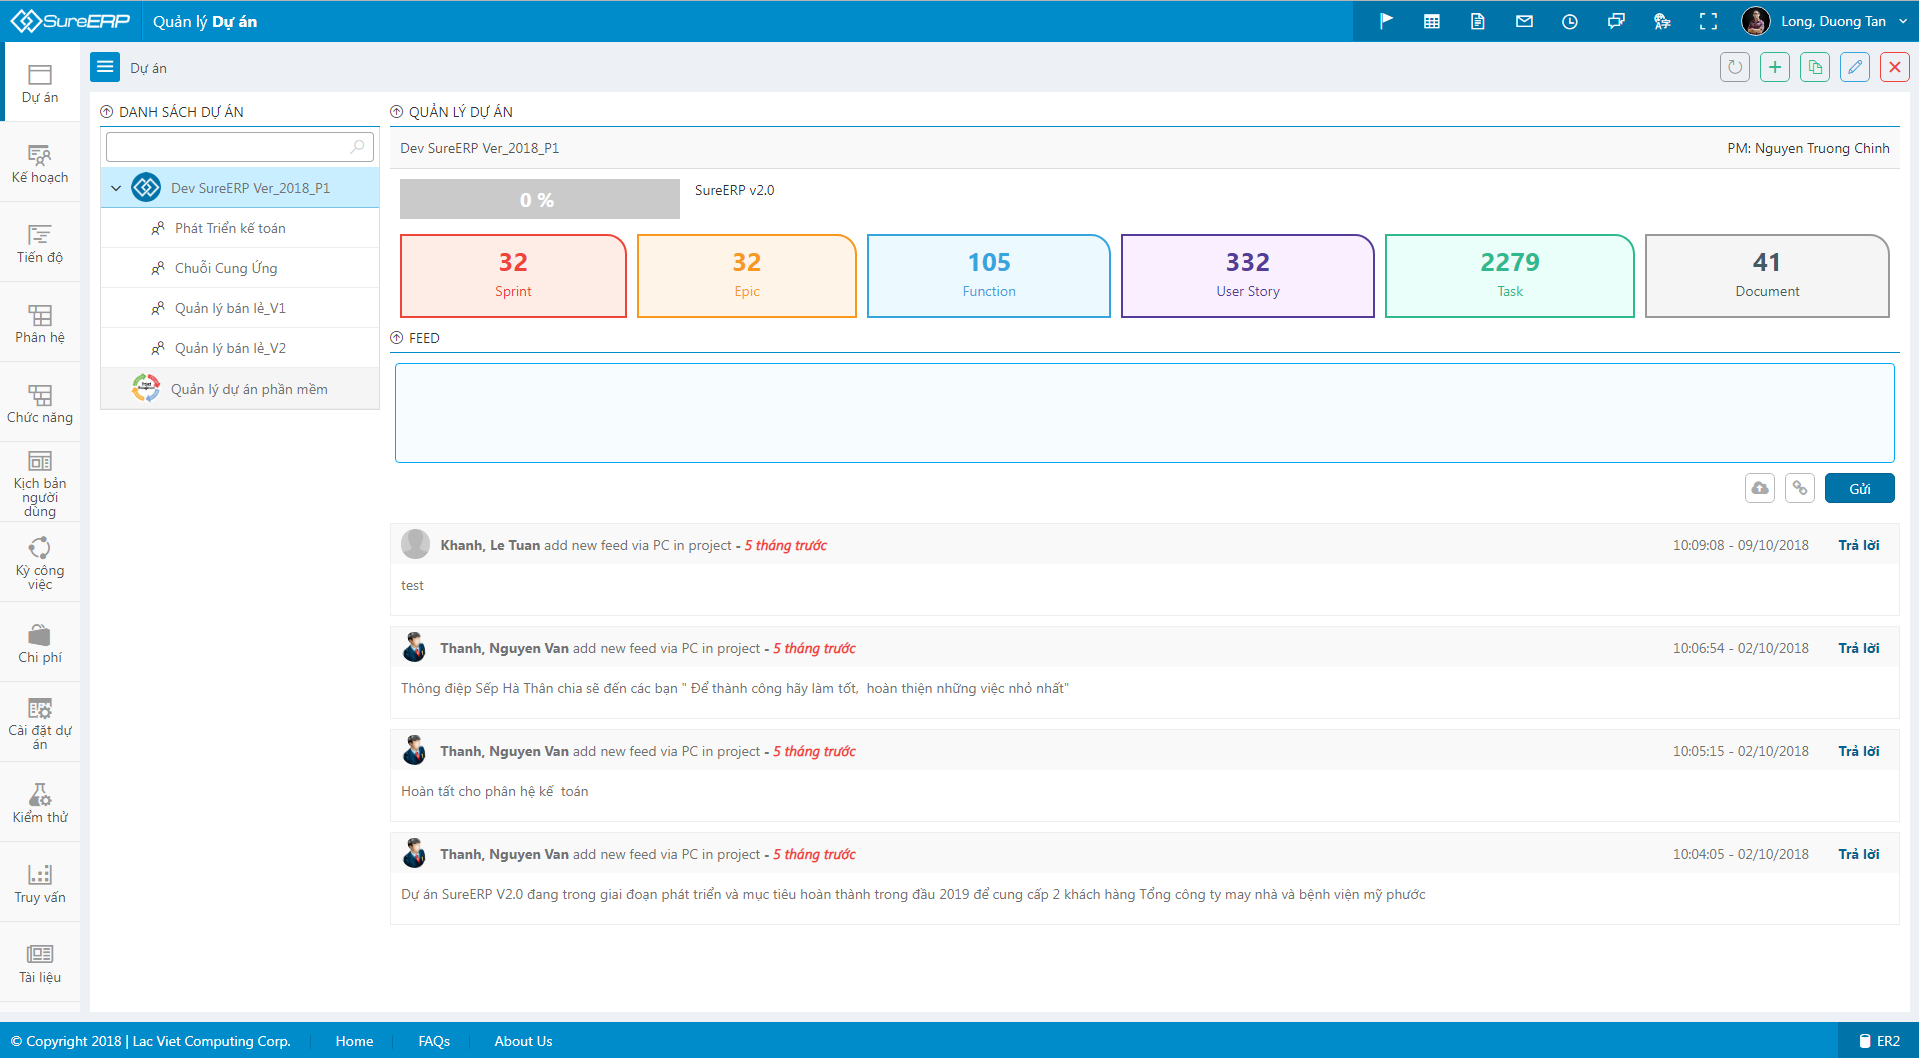 SureERP
Quản lý Dự án
Long, Duong Tan
Dự án
Kế hoạch
Tiến độ
Phân hệ
Chức năng
Kịch bản
người
dùng
Kỳ công
việc
Chi phí
Cài đặt dự
án
Kiểm thử
Truy vấn
Tài liệu
Dự án
DANH SÁCH DỰ ÁN
Dev SureERP Ver_2018_P1
Phát Triển kế toán
Chuỗi Cung Ứng
Quản lý bán lẻ_V1
Quản lý bán lẻ_V2
Quản lý dự án phần mềm
QUẢN LÝ DỰ ÁN
Dev SureERP Ver_2018_P1
PM: Nguyen Truong Chinh
0 %
SureERP v2.0
32
Sprint
32
Epic
105
Function
332
User Story
2279
Task
41
Document
FEED
Gửi
Khanh, Le Tuan add new feed via PC in project - 5 tháng trước
10:09:08 - 09/10/2018
Trả lời
test
Thanh, Nguyen Van add new feed via PC in project - 5 tháng trước
10:06:54 - 02/10/2018
Trả lời
Thông điệp Sếp Hà Thân chia sẽ đến các bạn " Để thành công hãy làm tốt,  hoàn thiện những việc nhỏ nhất"
Thanh, Nguyen Van add new feed via PC in project - 5 tháng trước
10:05:15 - 02/10/2018
Trả lời
Hoàn tất cho phân hệ kế  toán
Thanh, Nguyen Van add new feed via PC in project - 5 tháng trước
10:04:05 - 02/10/2018
Trả lời
Dự án SureERP V2.0 đang trong giai đoạn phát triển và mục tiêu hoàn thành trong đầu 2019 để cung cấp 2 khách hàng Tổng công ty may nhà và bệnh viện mỹ phước
© Copyright 2018 | Lac Viet Computing Corp.
Home
FAQs
About Us
ER2